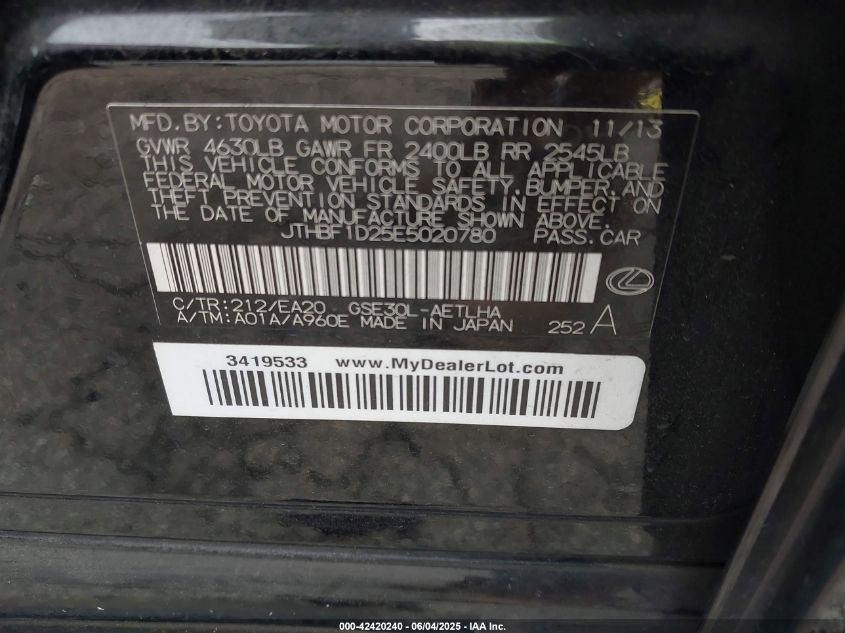 MFD.BY:TOYOTA MOTOR CORPORATION 11/13
GVWR 4630LB GAWR FR 2400LB RR 2545LB
THIS VEHICLE CONFORMS TO ALL APPLICABLE
FEDERAL MOTOR VEHICLE SAFETY,BUMPER,AND
THEFT PREVENTION STANDARDS IN EFFECT ON
THE DATE OF MANUFACTURE SHOWN ABOVE.
JTHBF1D25E5020780 PASS.CAR
C/TR:212/EA20 GSE30L-AETLHA
A/TM:A01A/A960E MADE IN JAPAN 252 A
3419533 www.MyDealerLot.com
000-42420240 - 06/04/2025 - IAA Inc.